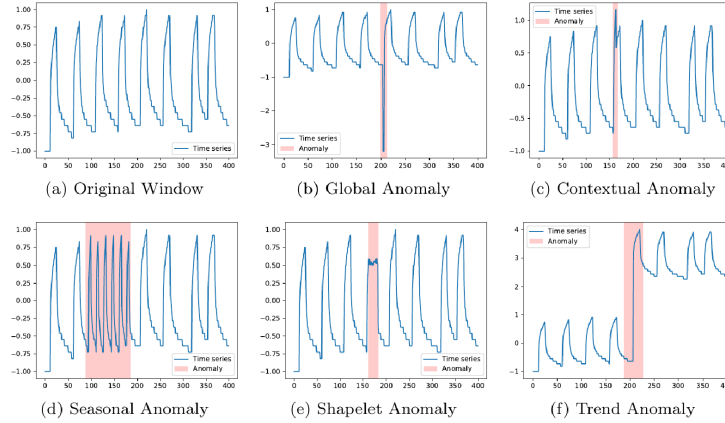 1.00
0.75
0.50
0.25
0.00
−0.25
−0.50
−0.75
−1.00
0 50 100 150 200 250 300 350 400
Time series
(a) Original Window
1
0
−1
−2
−3
0 50 100 150 200 250 300 350 400
Time series
Anomaly
(b) Global Anomaly
1.0
0.5
0.0
−0.5
−1.0
0 50 100 150 200 250 300 350 400
Time series
Anomaly
(c) Contextual Anomaly
1.00
0.75
0.50
0.25
0.00
−0.25
−0.50
−0.75
−1.00
0 50 100 150 200 250 300 350 400
Time series
Anomaly
(d) Seasonal Anomaly
1.00
0.75
0.50
0.25
0.00
−0.25
−0.50
−0.75
−1.00
0 50 100 150 200 250 300 350 400
Time series
Anomaly
(e) Shapelet Anomaly
4
3
2
1
0
−1
0 50 100 150 200 250 300 350
Time series
Anomaly
(f) Trend Anomaly